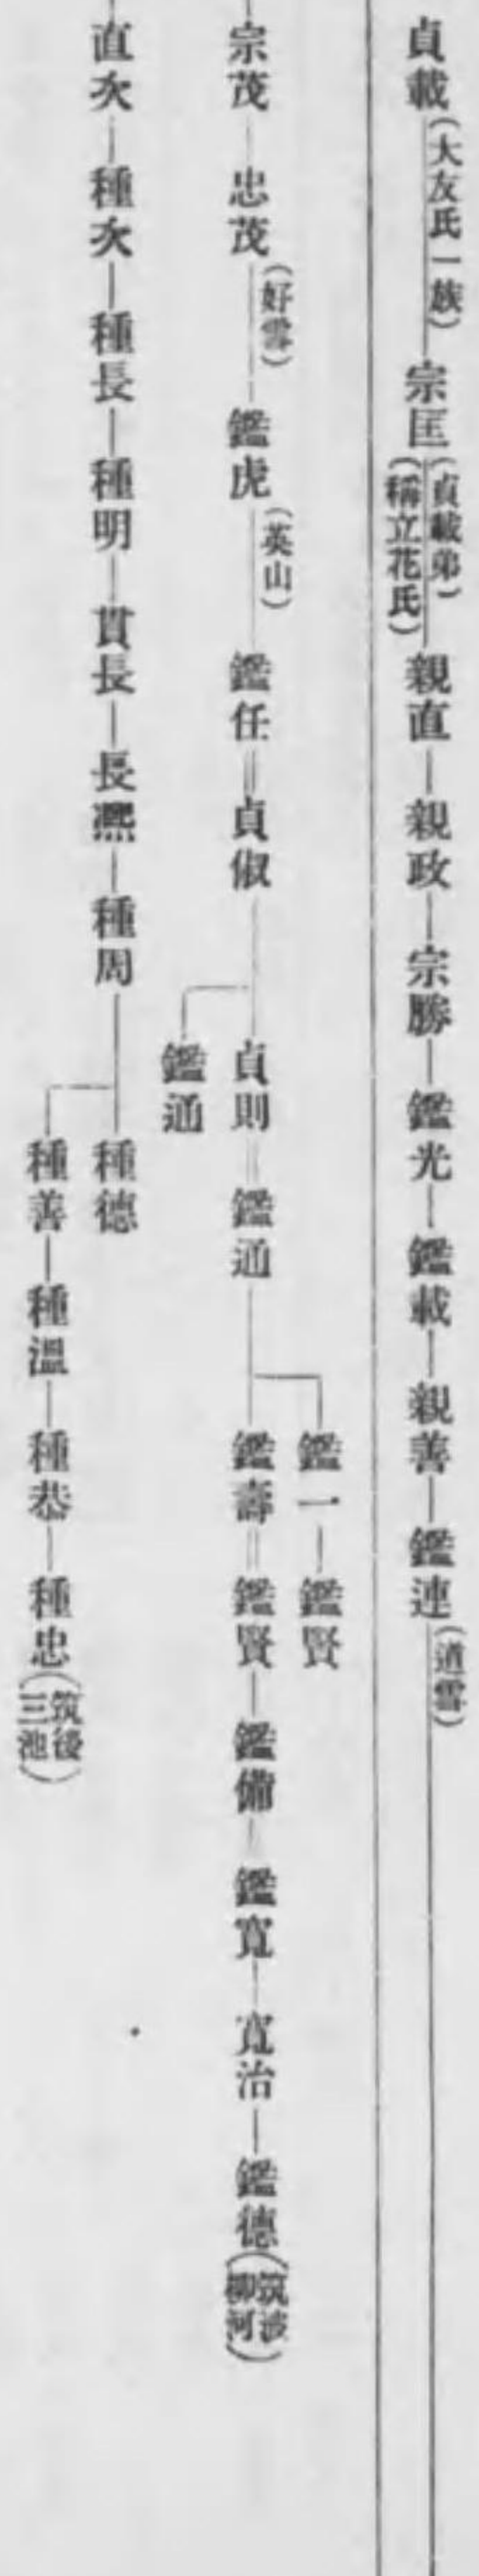 貞載(大友氏一族)宗匡(貞載弟)(稱立花氏)親直―親政―宗勝―鑑光―鑑載―親善―鑑連(道雪)
鑑一―鑑賢
宗茂―忠茂(好雪)鑑虎(英山)鑑任＝貞俶―貞則＝鑑通―鑑壽＝鑑賢―鑑備―鑑寬―寬治―鑑德(筑波柳河)
鑑通
直次―種次―種長―種明―貫長―長凞―種周―種德
種善―種溫―種恭―種忠(筑後三池)